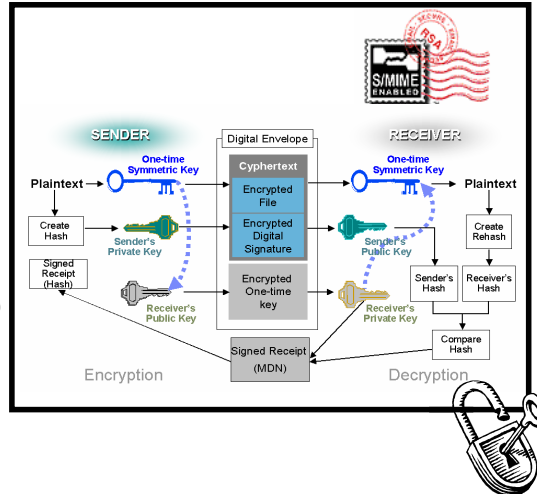 MAIL - SECURE - EMAIL
RSA
S/MIME
ENABLED
SENDER
Digital Envelope
RECEIVER
One-time
Symmetric Key
Cyphertext
One-time
Symmetric Key
Plaintext
Encrypted
File
Plaintext
Create
Hash
Sender's
Private Key
Encrypted
Digital
Signature
Sender's
Public Key
Create
Rehash
Signed
Receipt
(Hash)
Receiver's
Public Key
Encrypted
One-time
key
Receiver's
Private Key
Sender's
Hash
Receiver's
Hash
Signed Receipt
(MDN)
Compare
Hash
Encryption
Decryption